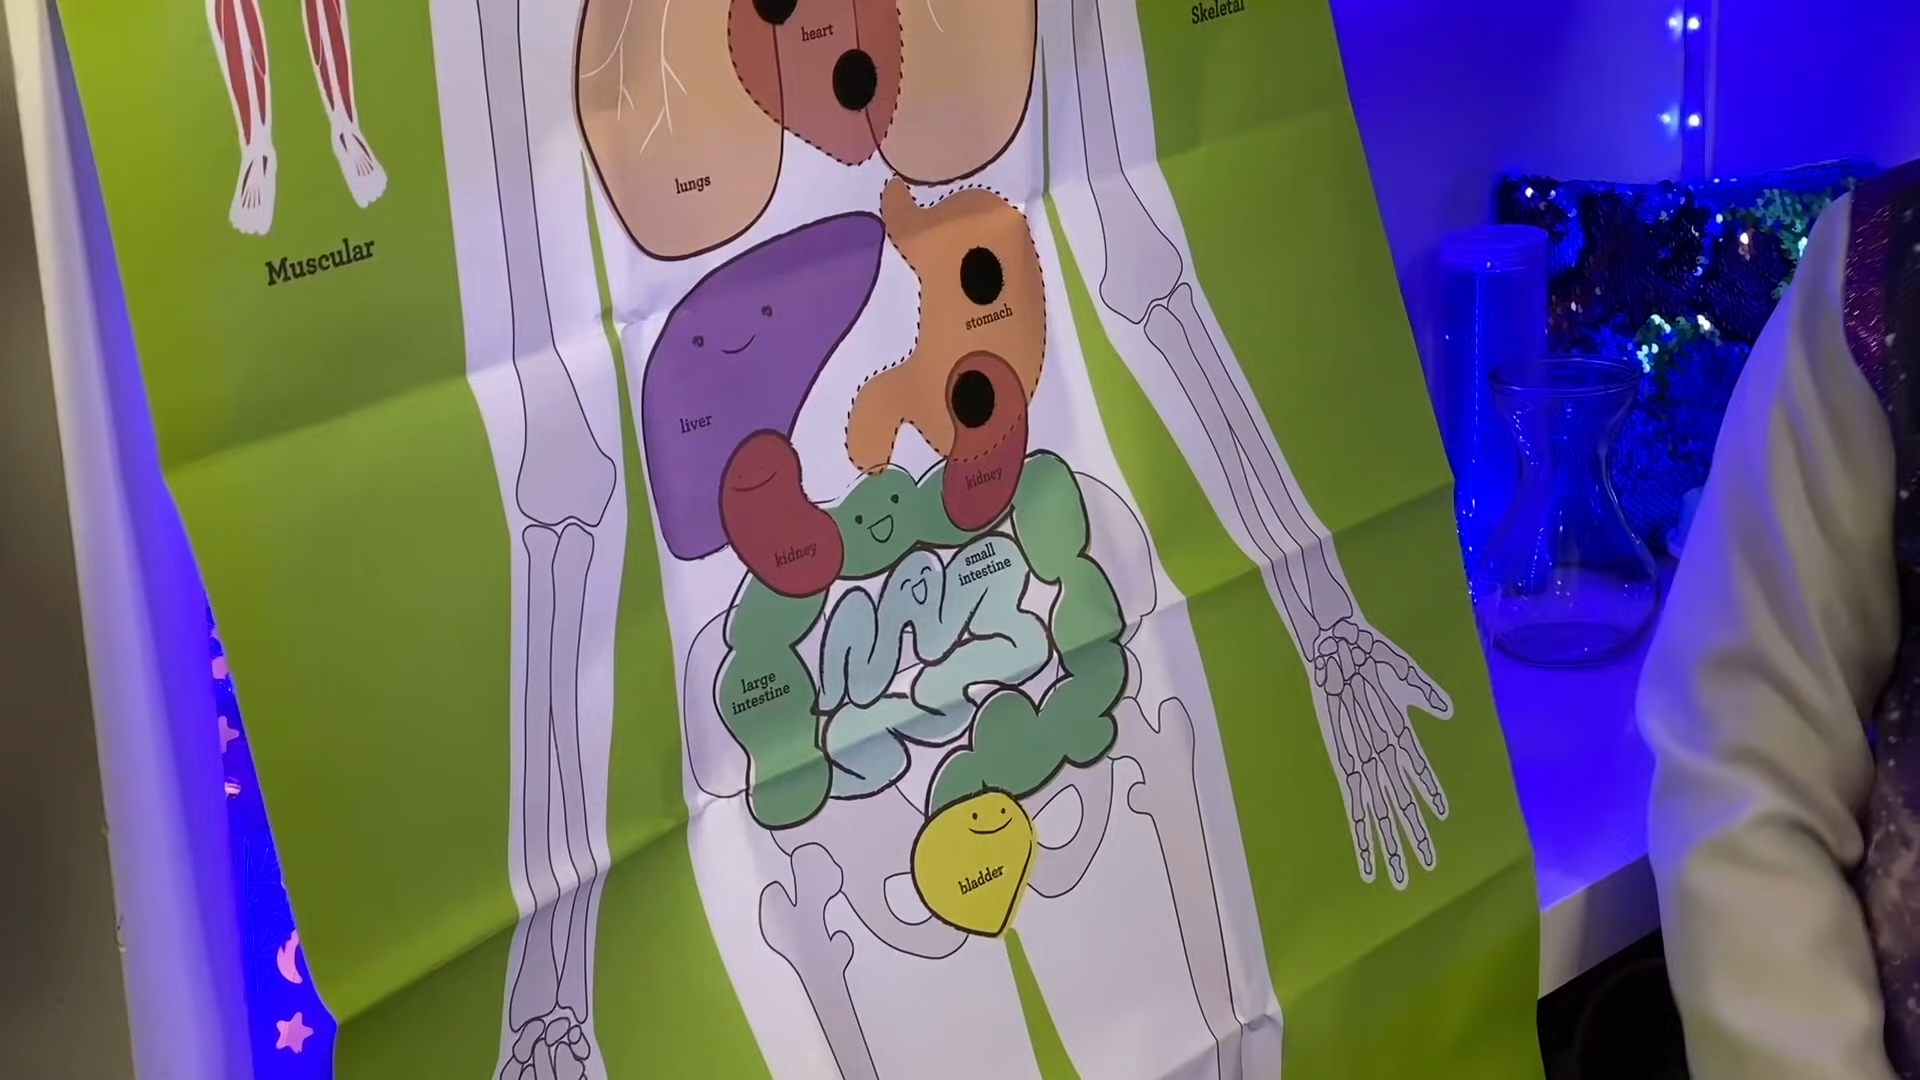 Skeletal
heart
lungs
Muscular
stomach
liver
kidney
kidney
small
intestine
large
intestine
bladder